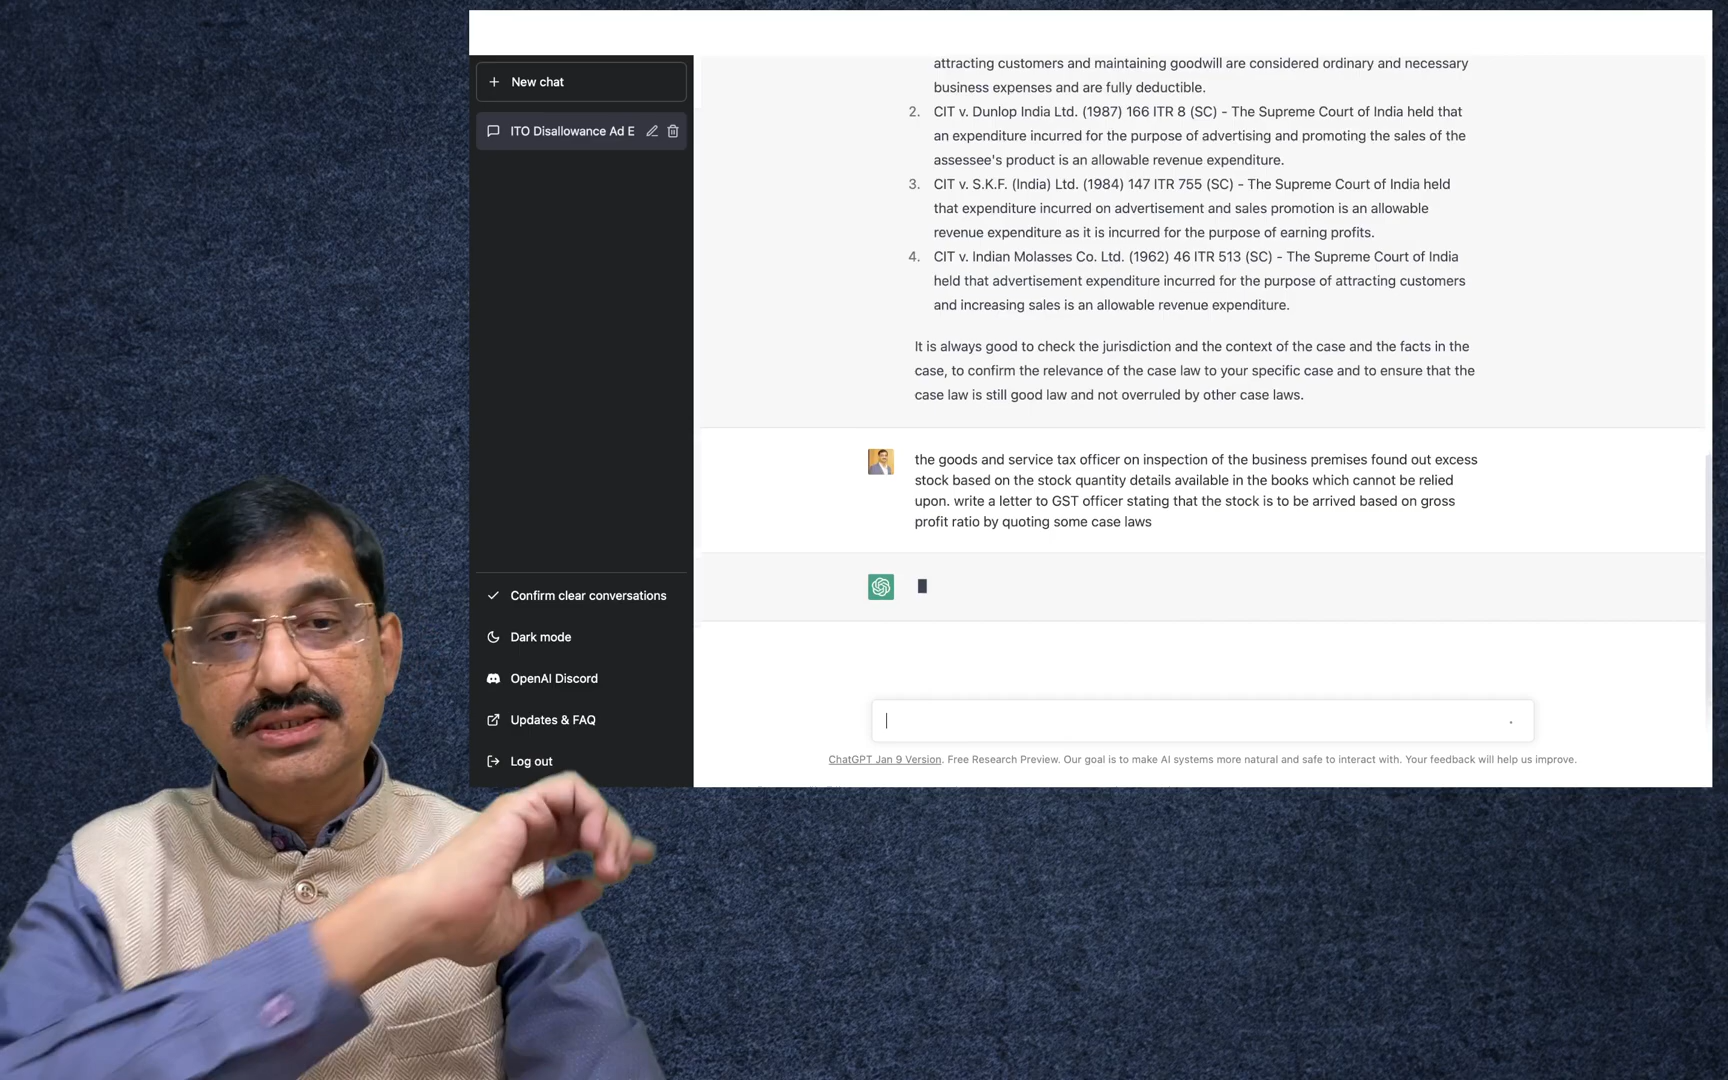 New chat
ITO Disallowance Ad E
Confirm clear conversations
Dark mode
OpenAI Discord
Updates & FAQ
Log out
attracting customers and maintaining goodwill are considered ordinary and necessary
business expenses and are fully deductible.
2. CIT v. Dunlop India Ltd. (1987) 166 ITR 8 (SC) - The Supreme Court of India held that
an expenditure incurred for the purpose of advertising and promoting the sales of the
assessee's product is an allowable revenue expenditure.
3. CIT v. S.K.F. (India) Ltd. (1984) 147 ITR 755 (SC) - The Supreme Court of India held
that expenditure incurred on advertisement and sales promotion is an allowable
revenue expenditure as it is incurred for the purpose of earning profits.
4. CIT v. Indian Molasses Co. Ltd. (1962) 46 ITR 513 (SC) - The Supreme Court of India
held that advertisement expenditure incurred for the purpose of attracting customers
and increasing sales is an allowable revenue expenditure.
It is always good to check the jurisdiction and the context of the case and the facts in the
case, to confirm the relevance of the case law to your specific case and to ensure that the
case law is still good law and not overruled by other case laws.
the goods and service tax officer on inspection of the business premises found out excess
stock based on the stock quantity details available in the books which cannot be relied
upon. write a letter to GST officer stating that the stock is to be arrived based on gross
profit ratio by quoting some case laws
ChatGPT Jan 9 Version. Free Research Preview. Our goal is to make AI systems more natural and safe to interact with. Your feedback will help us improve.